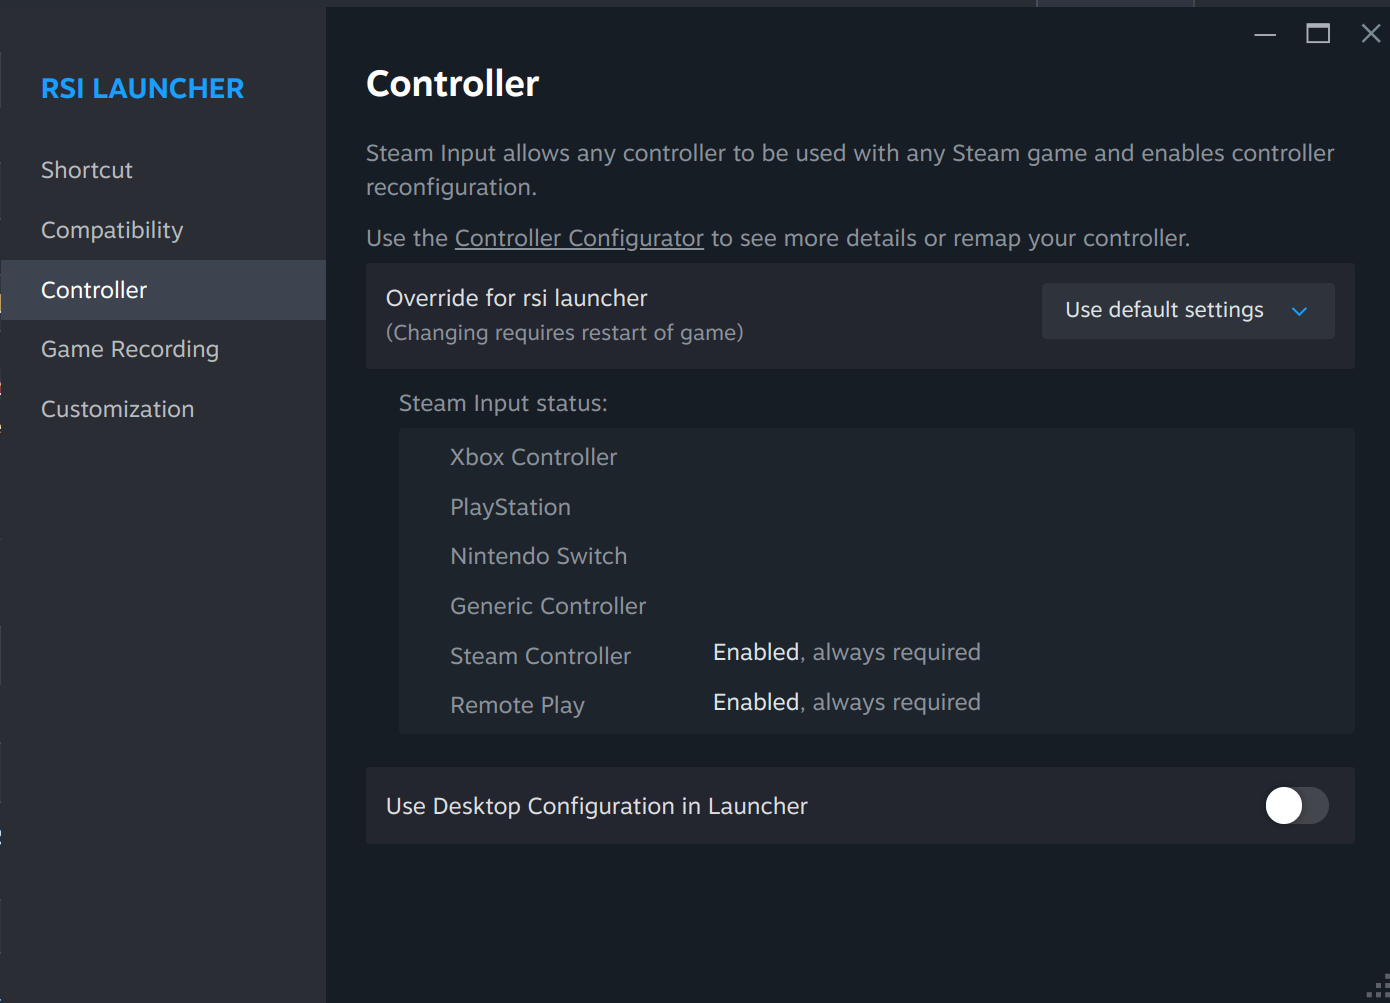 RSI LAUNCHER
Shortcut
Compatibility
Controller
Game Recording
Customization
Controller
Steam Input allows any controller to be used with any Steam game and enables controller
reconfiguration.
Use the Controller Configurator to see more details or remap your controller.
Override for rsi launcher
(Changing requires restart of game)
Use default settings
Steam Input status:
Xbox Controller
PlayStation
Nintendo Switch
Generic Controller
Steam Controller Enabled, always required
Remote Play Enabled, always required
Use Desktop Configuration in Launcher